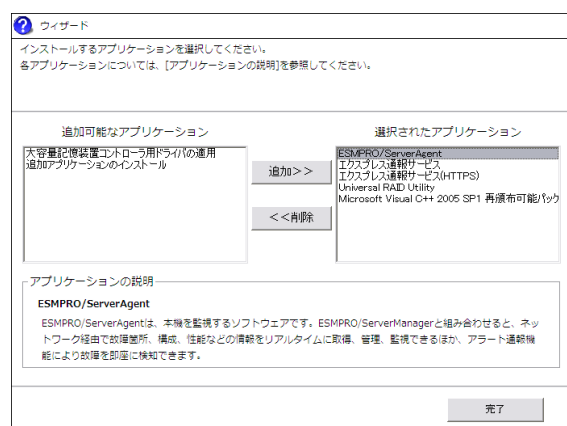 ウィザード
インストールするアプリケーションを選択してください。
各アプリケーションについては、[アプリケーションの説明]を参照してください。
追加可能なアプリケーション
選択されたアプリケーション
大容量記憶装置コントローラ用ドライバの適用
追加アプリケーションのインストール
追加>>
<<削除
ESMPRO/ServerAgent
エクスプレス通報サービス
エクスプレス通報サービス(HTTPS)
Universal RAID Utility
Microsoft Visual C++ 2005 SP1 再頒布可能パック
アプリケーションの説明
ESMPRO/ServerAgent
ESMPRO/ServerAgentは、本機を監視するソフトウェアです。ESMPRO/ServerManagerと組み合わせると、ネッ
トワーク経由で故障箇所、構成、性能などの情報をリアルタイムに取得、管理、監視できるほか、アラート通報機
能により故障を即座に検知できます。
完了